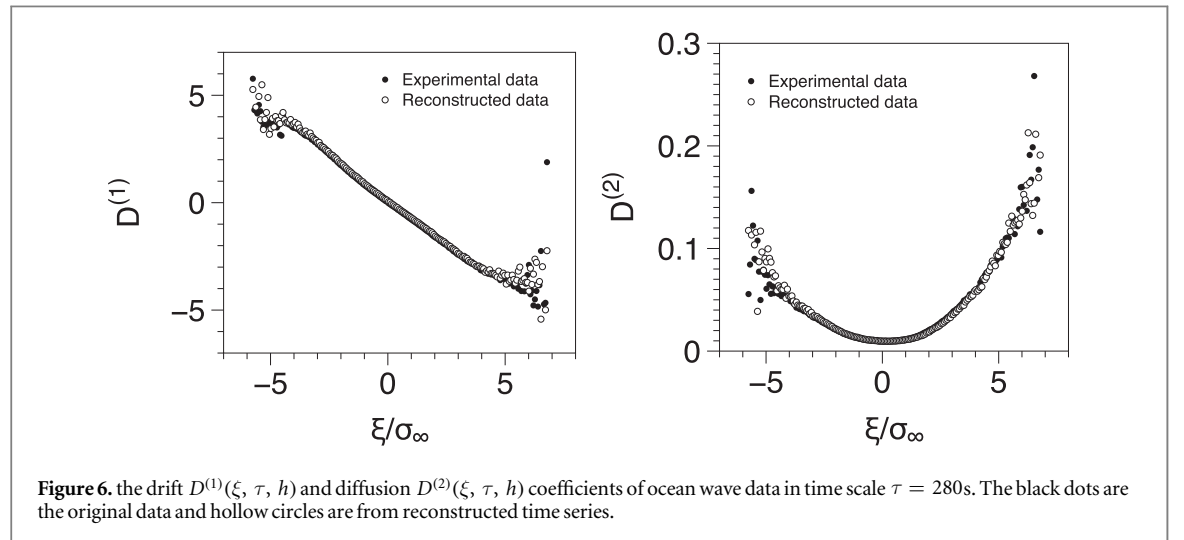 5
0
−5
D(1)
−5
0
5
ξ/σ∞
Experimental data
Reconstructed data
0.3
0.2
0.1
0
D(2)
−5
0
5
ξ/σ∞
Experimental data
Reconstructed data
Figure 6. the drift D(1)(ξ, τ, h) and diffusion D(2)(ξ, τ, h) coefficients of ocean wave data in time scale τ = 280s. The black dots are
the original data and hollow circles are from reconstructed time series.